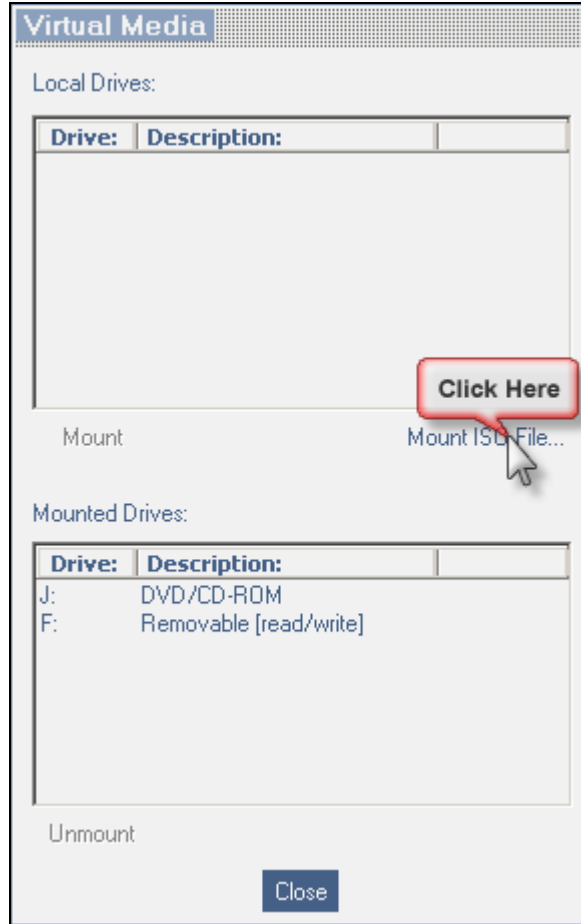 Virtual Media
Local Drives:
Drive: Description:
Click Here
Mount Mount ISO File...
Mounted Drives:
Drive: Description:
J: DVD/CD-ROM
F: Removable [read/write]
Unmount
Close